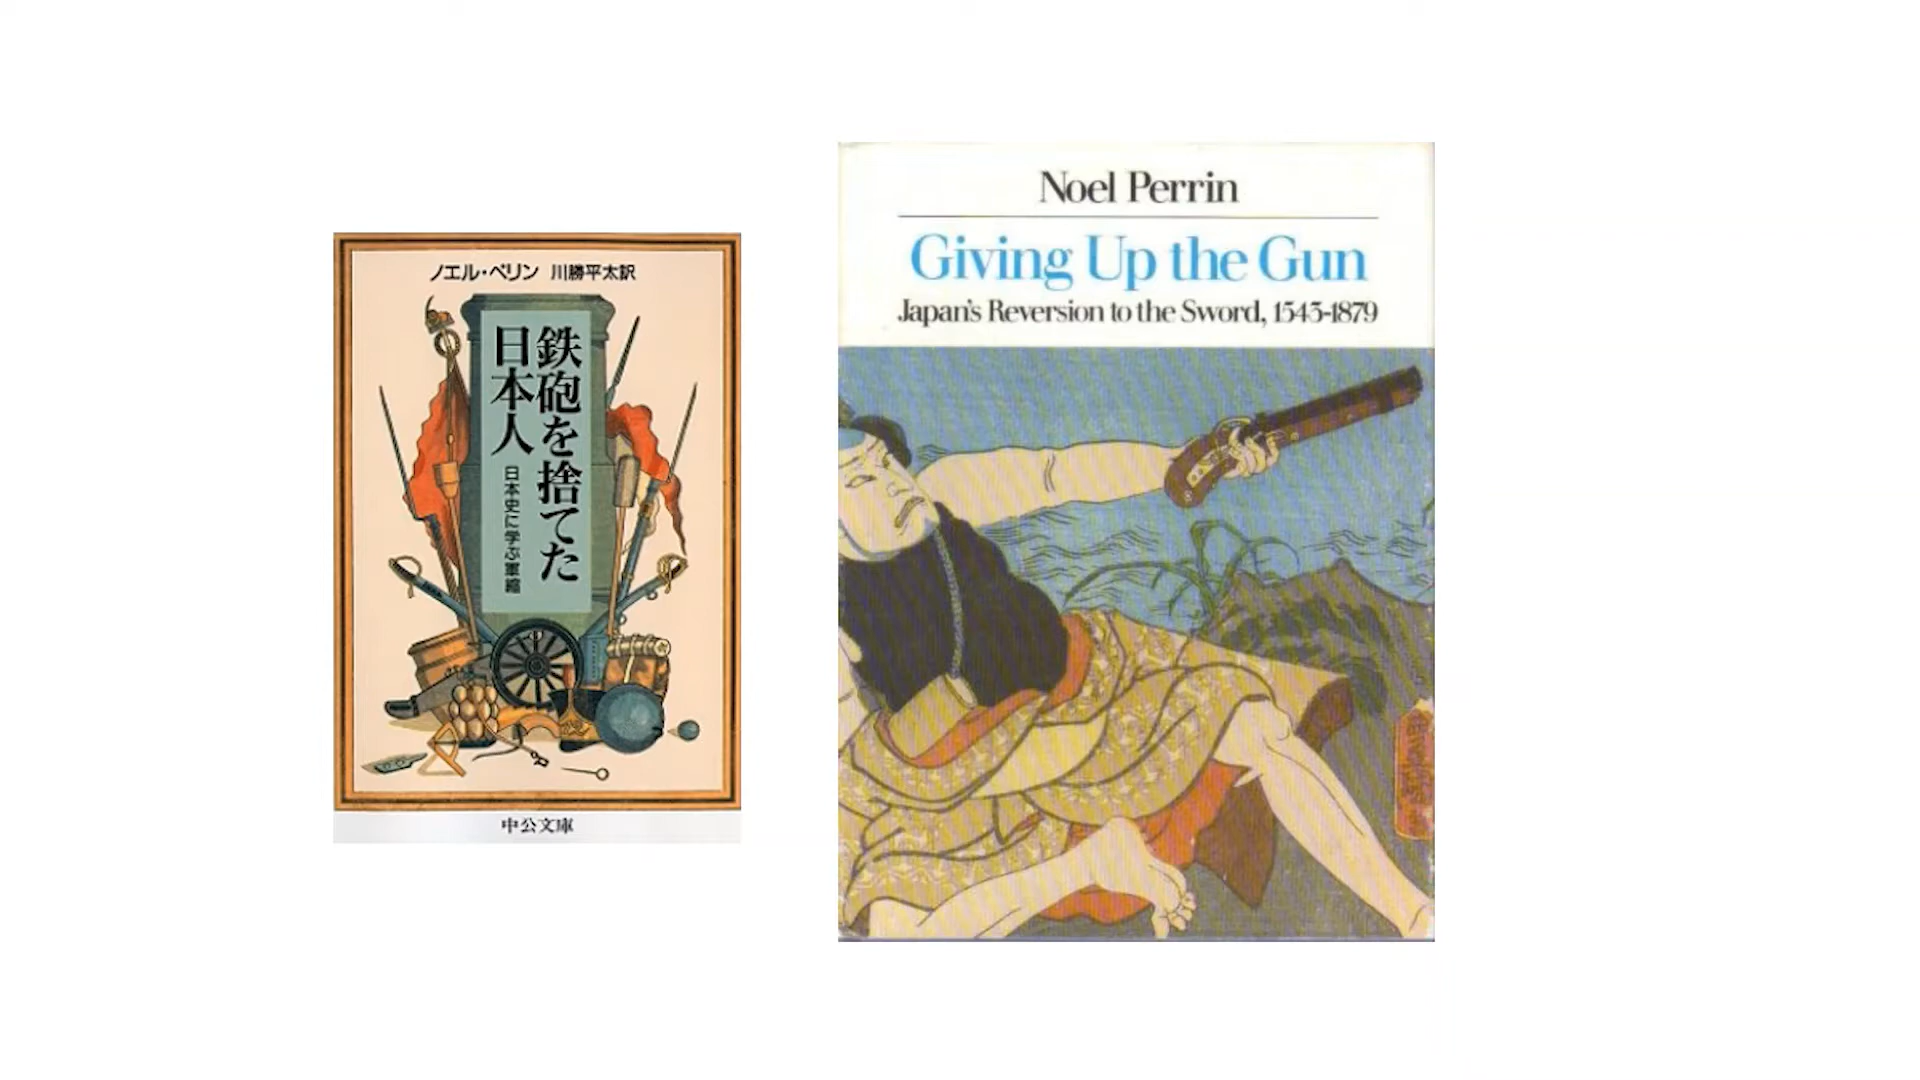 ノエル・ペリン 川勝平太訳
鉄砲を捨てた
日本人
日本史に学ぶ軍縮
中公文庫
Noel Perrin
Giving Up the Gun
Japan's Reversion to the Sword, 1543-1879